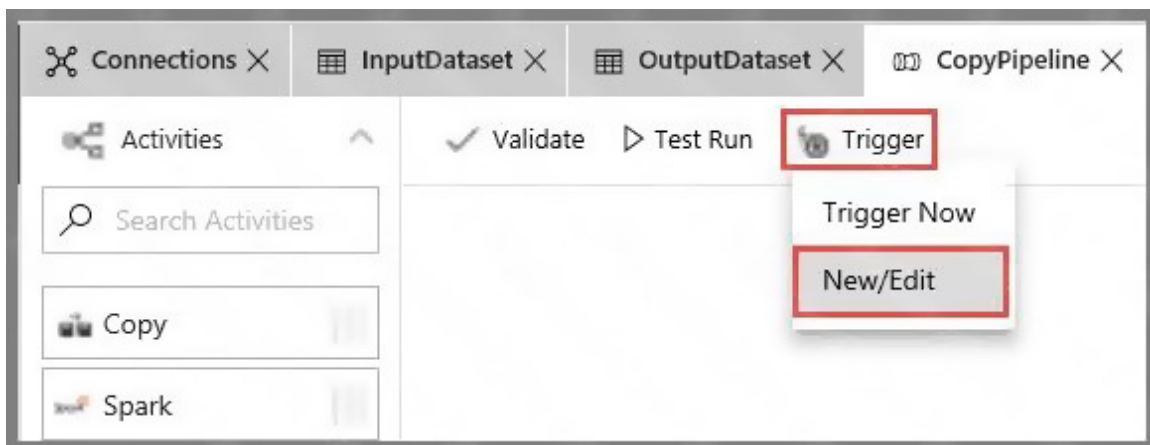 Connections InputDataset OutputDataset CopyPipeline
Activities Validate Test Run Trigger
Search Activities Trigger Now
New/Edit
Copy
Spark